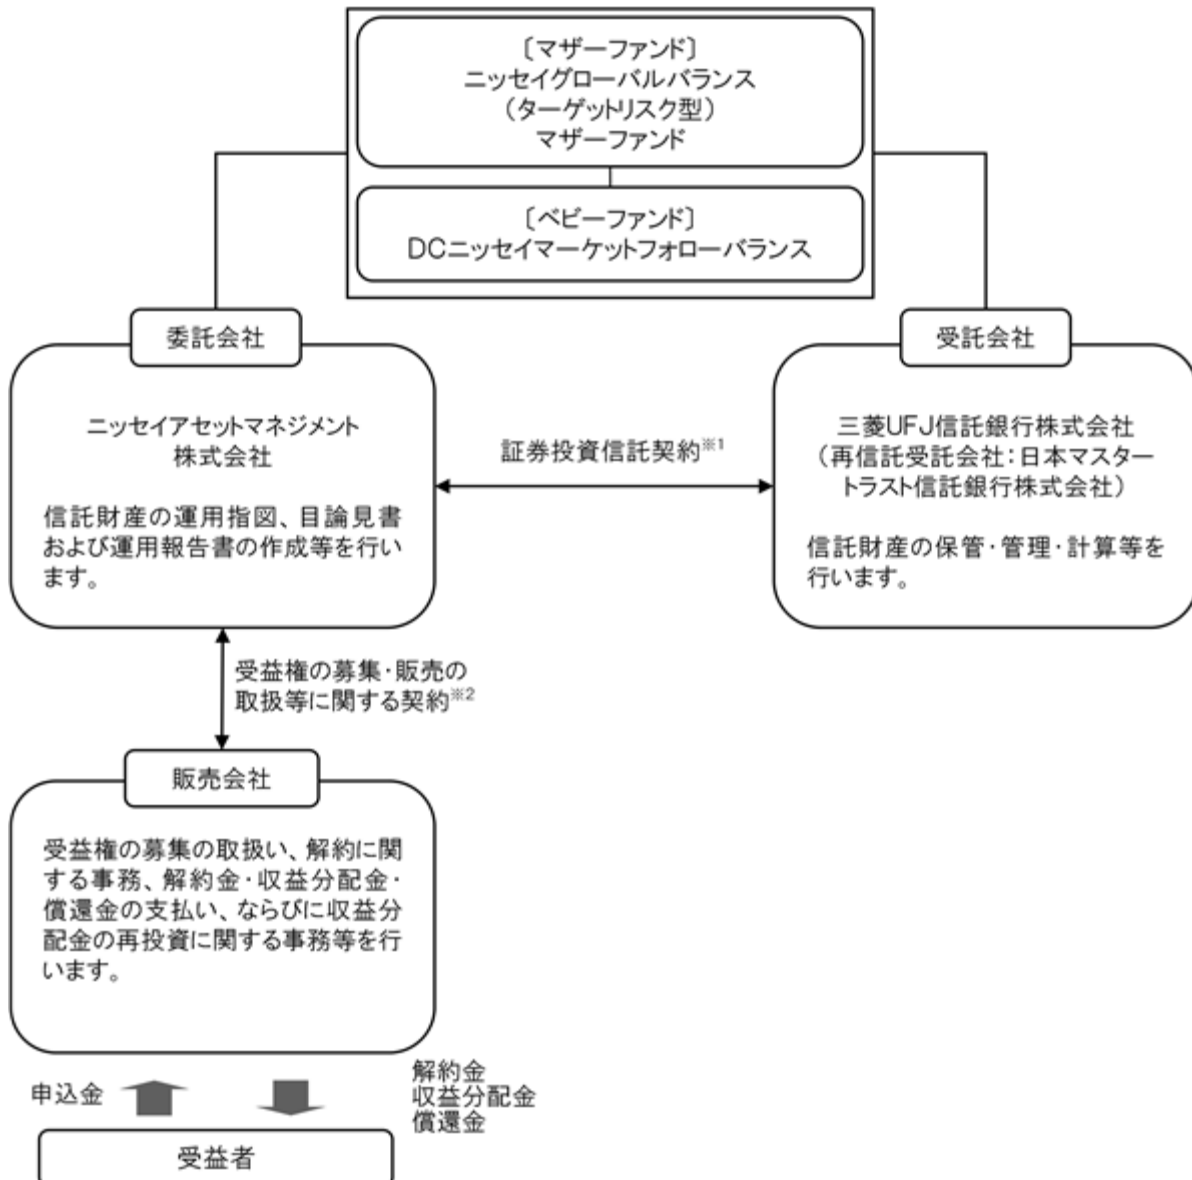 〔マザーファンド〕
ニッセイグローバルバランス
（ターゲットリスク型）
マザーファンド
〔ベビーファンド〕
DCニッセイマーケットフォローバランス
委託会社
ニッセイアセットマネジメント
株式会社
信託財産の運用指図、目論見書
および運用報告書の作成等を行い
ます。
証券投資信託契約※1
受託会社
三菱UFJ信託銀行株式会社
（再信託受託会社：日本マスター
トラスト信託銀行株式会社）
信託財産の保管・管理・計算等を
行います。
受益権の募集・販売の
取扱等に関する契約※2
販売会社
受益権の募集の取扱い、解約に関
する事務、解約金・収益分配金・
償還金の支払い、ならびに収益分
配金の再投資に関する事務等を行
います。
申込金
解約金
収益分配金
償還金
受益者